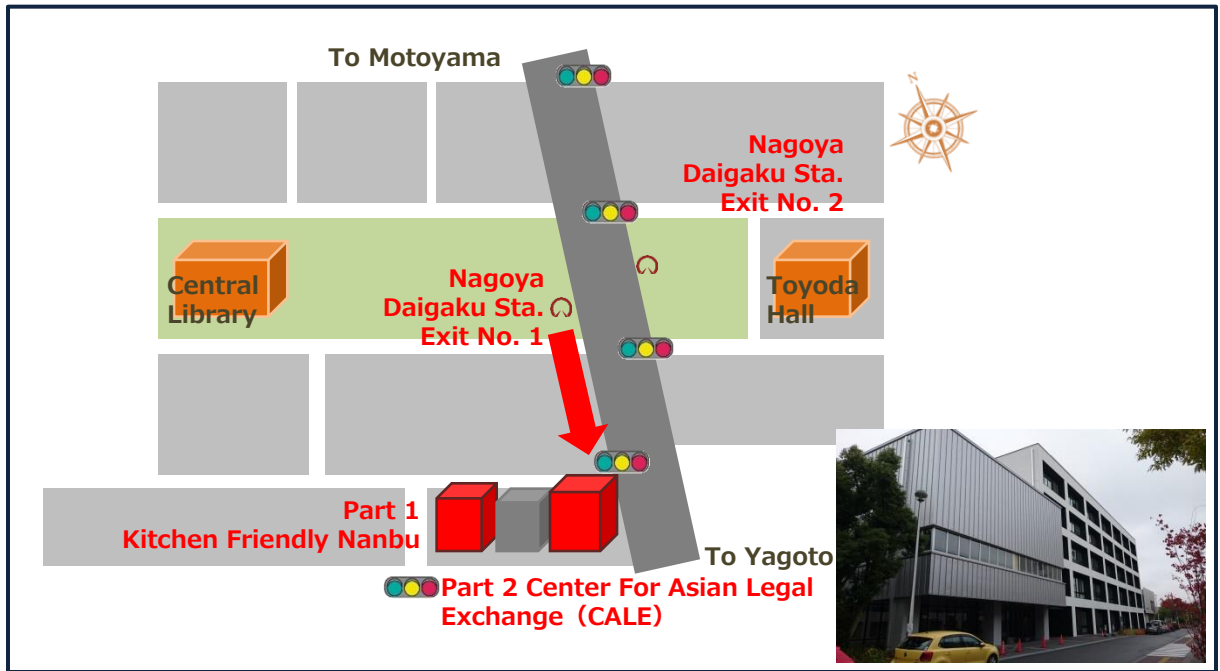 To Motoyama
N
Nagoya
Daigaku Sta.
Exit No. 2
Central
Library
Nagoya
Daigaku Sta.
Exit No. 1
Toyoda
Hall
Part 1
Kitchen Friendly Nanbu
To Yagoto
Part 2 Center For Asian Legal
Exchange（CALE）